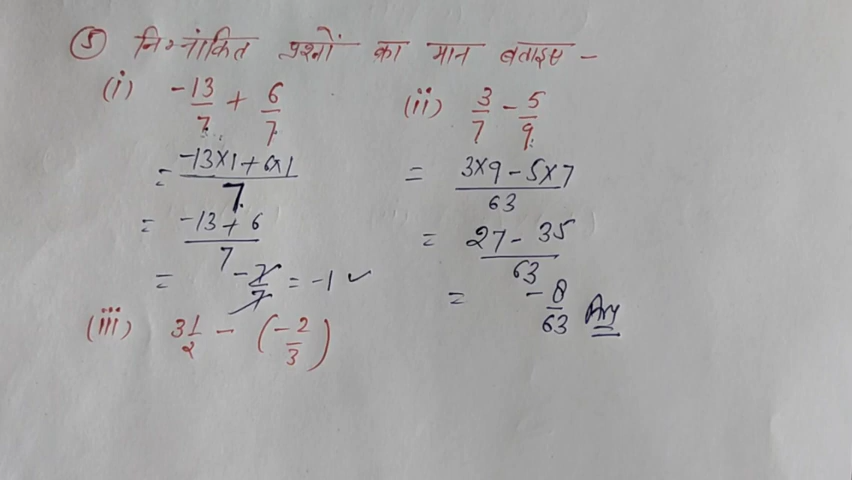 ⑤ निम्नांकित प्रश्नों का मान बताइए -
(i) -13/7 + 6/7
= -13×1+6×1/7
= -13+6/7
= -7/7 = -1 ✓
(ii) 3/7 - 5/9
= 3×9-5×7/63
= 27-35/63
= -8/63 Ans
(iii) 3 1/2 - (-2/3)